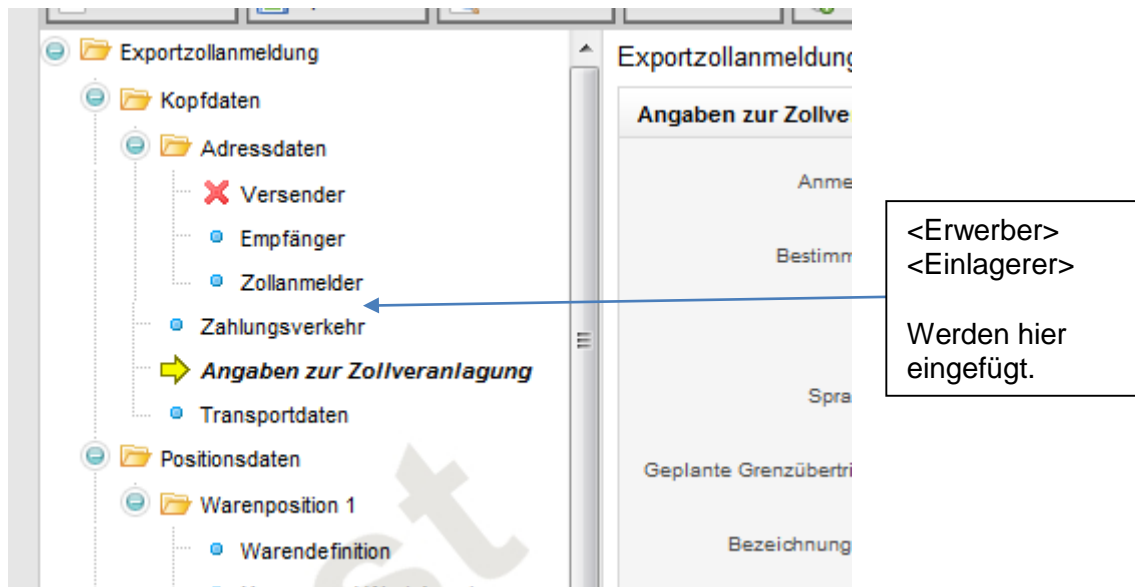 Exportzollanmeldung
Kopfdaten
Adressdaten
Versender
Empfänger
Zollanmelder
Zahlungsverkehr
Angaben zur Zollveranlagung
Transportdaten
Positionsdaten
Warenposition 1
Warendefinition
Exportzollanmeldung
Angaben zur Zollve
Anme
Bestimm
Spra
Geplante Grenzübertri
Bezeichnung
<Erwerber>
<Einlagerer>
Werden hier
eingefügt.